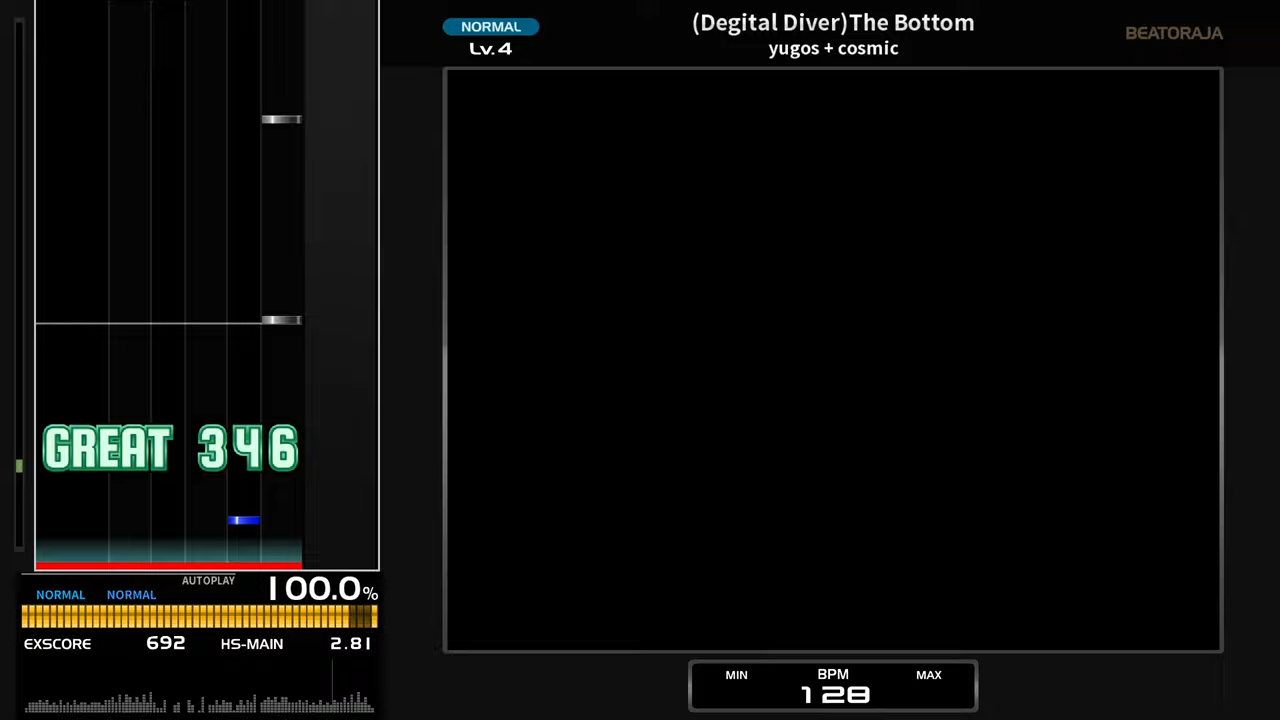 NORMAL
Lv.4
(Degital Diver)The Bottom
yugos + cosmic
BEATORAJA
GREAT 346
AUTOPLAY
100.0%
NORMAL NORMAL
EXSCORE 692 HS-MAIN 2.81
MIN BPM MAX
128